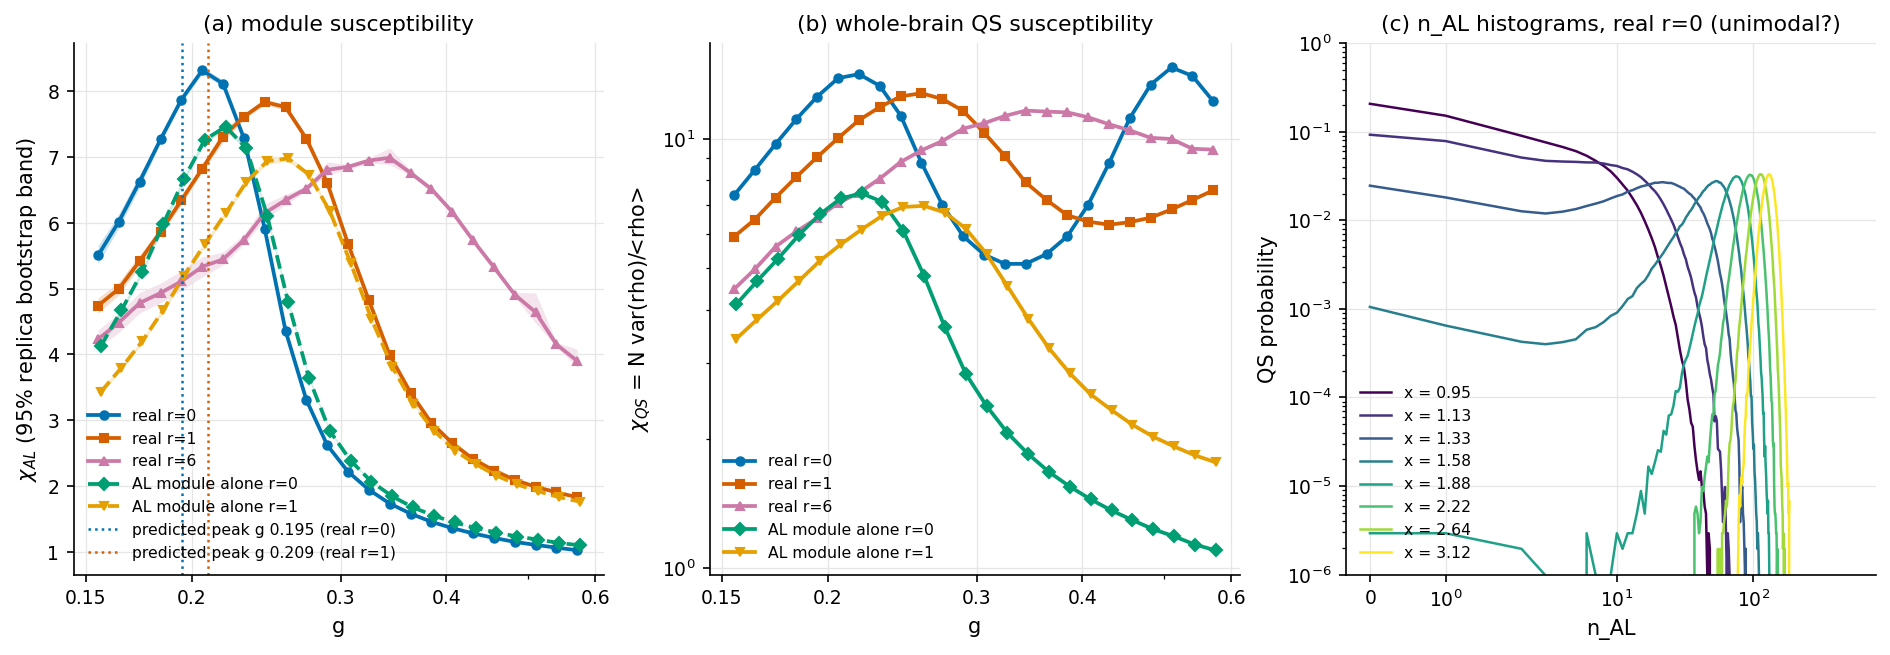 (a) module susceptibility
χ_AL (95% replica bootstrap band)
8
7
6
5
4
3
2
1
real r=0
real r=1
real r=6
AL module alone r=0
AL module alone r=1
predicted peak g 0.195 (real r=0)
predicted peak g 0.209 (real r=1)
0.15
0.2
0.3
0.4
0.6
g
(b) whole-brain QS susceptibility
χ_QS = N var(rho)/<rho>
10^1
10^0
real r=0
real r=1
real r=6
AL module alone r=0
AL module alone r=1
0.15
0.2
0.3
0.4
0.6
g
(c) n_AL histograms, real r=0 (unimodal?)
QS probability
10^0
10^−1
10^−2
10^−3
10^−4
10^−5
10^−6
x = 0.95
x = 1.13
x = 1.33
x = 1.58
x = 1.88
x = 2.22
x = 2.64
x = 3.12
0
10^0
10^1
10^2
n_AL